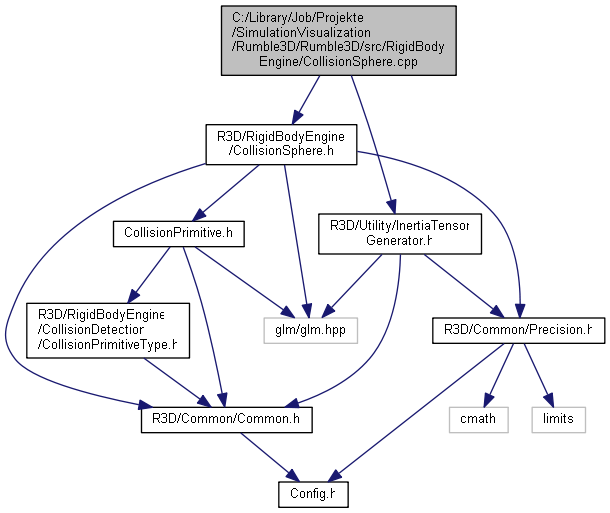 C:/Library/Job/Projekte
/SimulationVisualization
/Rumble3D/Rumble3D/src/RigidBody
Engine/CollisionSphere.cpp
R3D/RigidBodyEngine
/CollisionSphere.h
CollisionPrimitive.h
R3D/Utility/InertiaTensor
Generator.h
R3D/RigidBodyEngine
/CollisionDetection
/CollisionPrimitiveType.h
glm/glm.hpp
R3D/Common/Precision.h
R3D/Common/Common.h
cmath
limits
Config.h